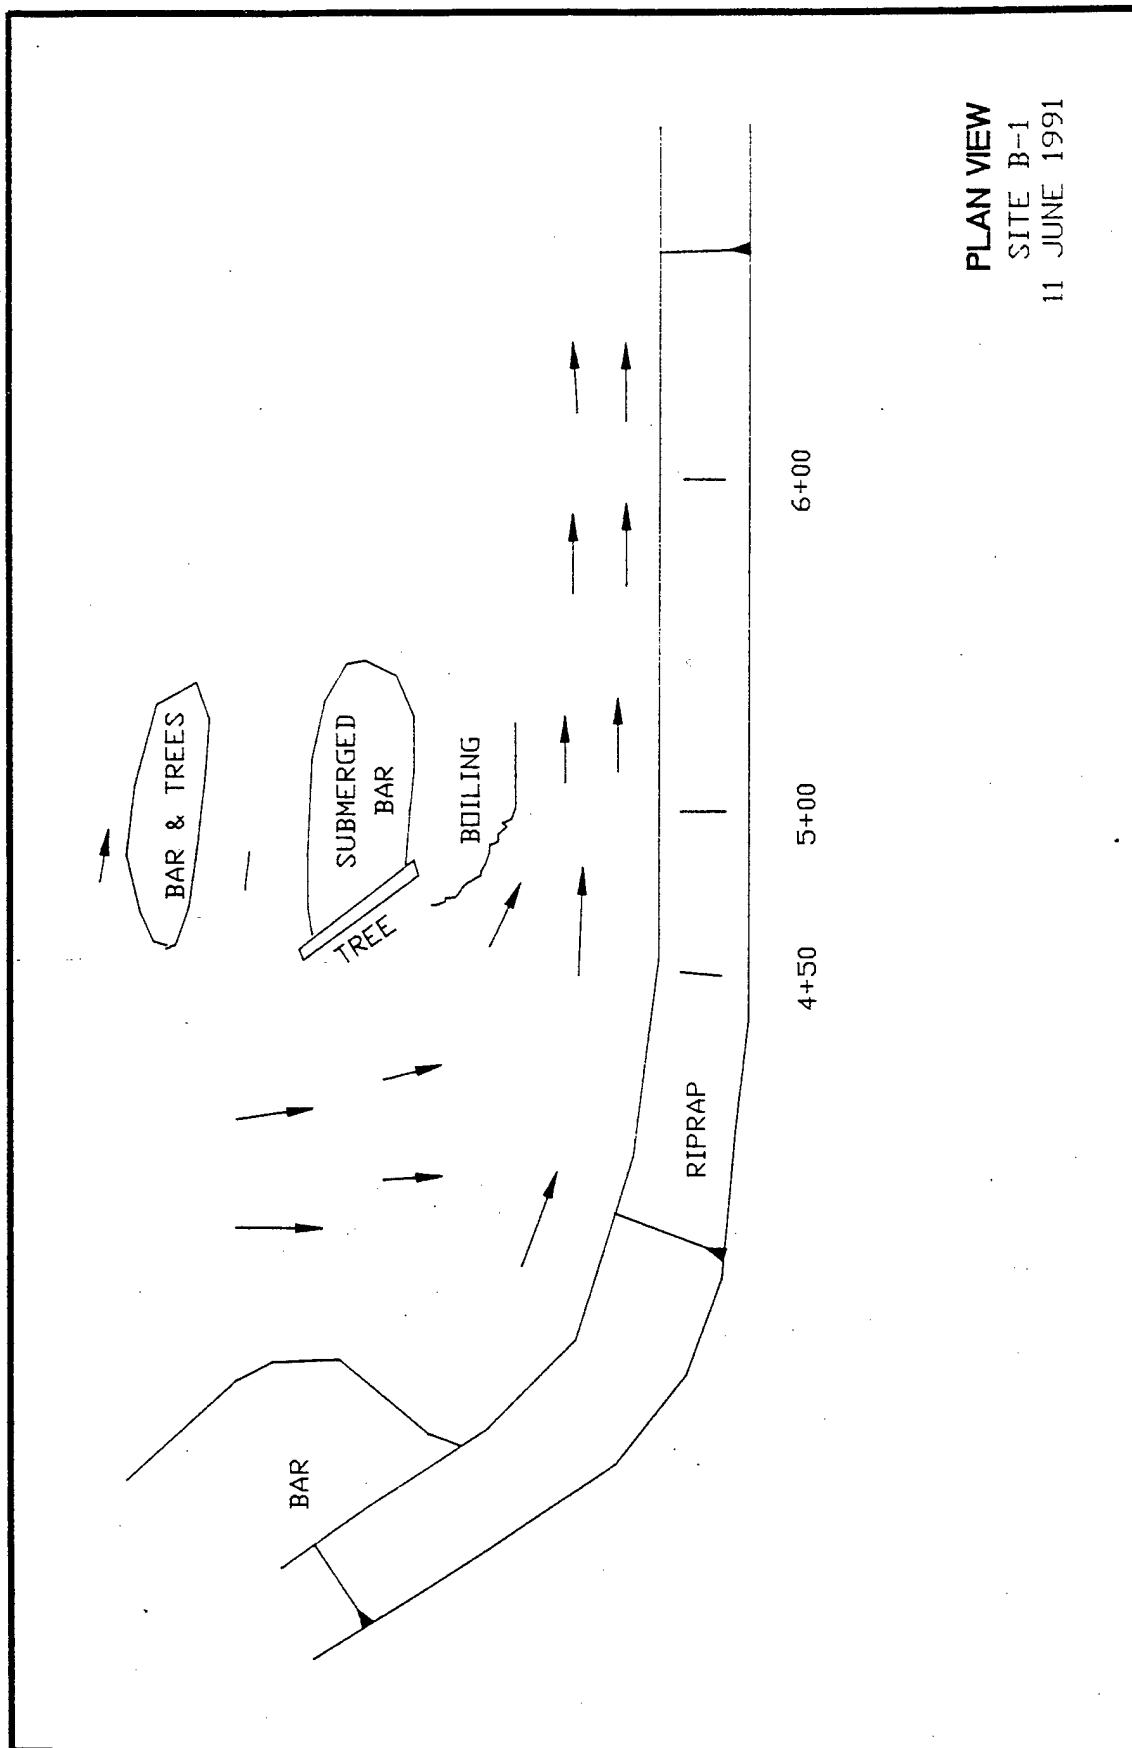 BAR & TREES
SUBMERGED
BAR
TREE
BOILING
BAR
RIPRAP
4+50
5+00
6+00
PLAN VIEW
SITE B-1
11 JUNE 1991